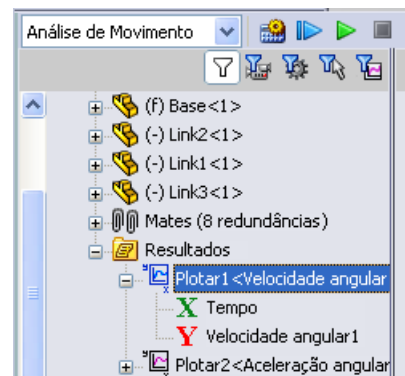 Análise de Movimento
(f) Base<1>
(-) Link2<1>
(-) Link1<1>
(-) Link3<1>
Mates (8 redundâncias)
Resultados
Plotar1<Velocidade angular
X Tempo
Y Velocidade angular1
Plotar2<Aceleração angular